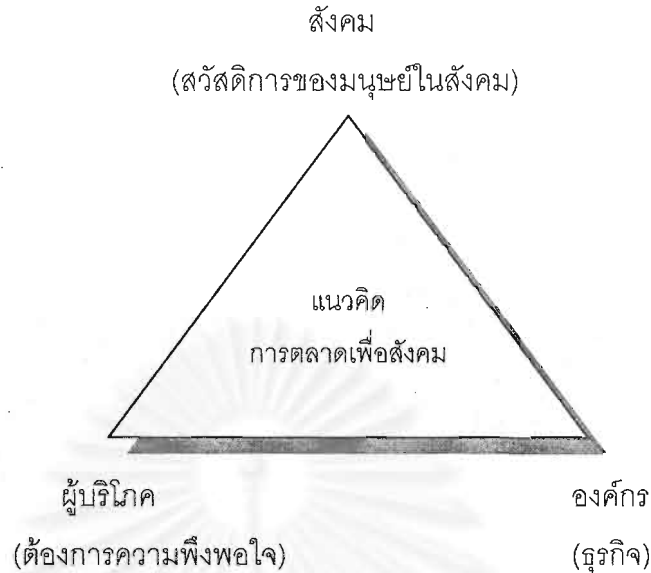 สังคม
(สวัสดิการของมนุษย์ในสังคม)
แนวคิด
การตลาดเพื่อสังคม
ผู้บริโภค
(ต้องการความพึงพอใจ)
องค์กร
(ธุรกิจ)